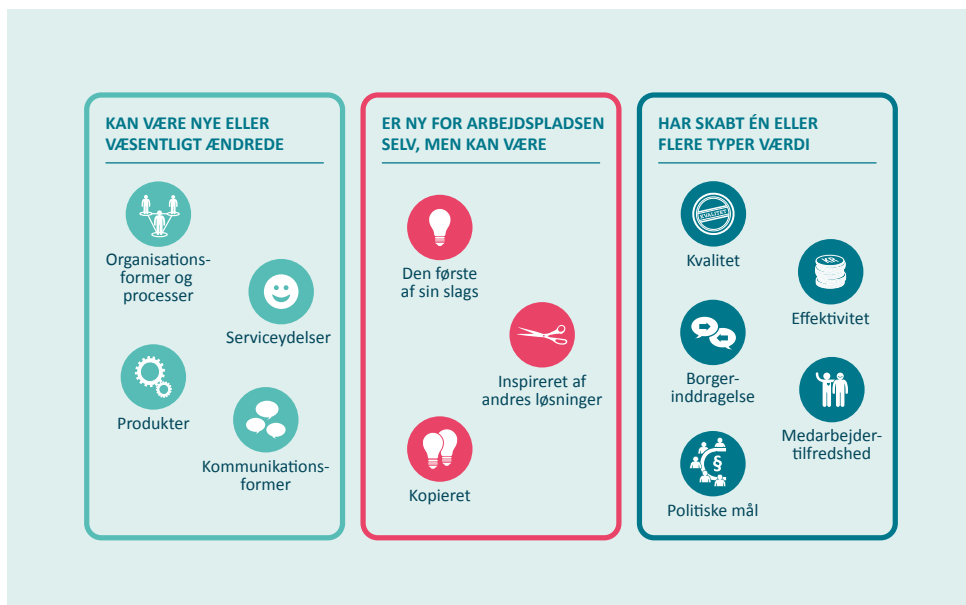 KAN VÆRE NYE ELLER
VÆSENTLIGT ÆNDREDE
Organisations-
former og
processer
Serviceydelser
Produkter
Kommunikations-
former
ER NY FOR ARBEJDSPLADSEN
SELV, MEN KAN VÆRE
Den første
af sin slags
Inspireret af
andres løsninger
Kopieret
HAR SKABT ÉN ELLER
FLERE TYPER VÆRDI
KVALITET
Kvalitet
KR
Effektivitet
Borger-
inddragelse
Medarbejder-
tilfredshed
§
Politiske mål